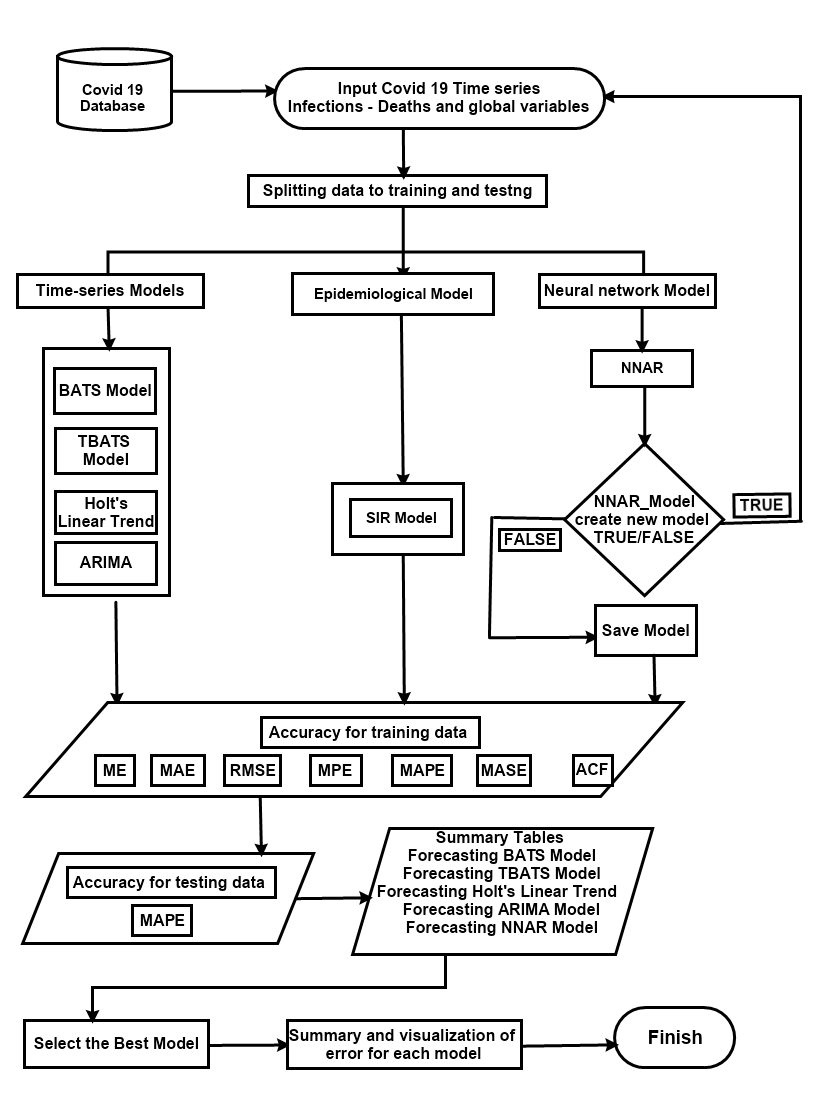 Covid 19
Database
Input Covid 19 Time series
Infections - Deaths and global variables
Splitting data to training and testng
Time-series Models
Epidemiological Model
Neural network Model
BATS Model
TBATS
Model
Holt's
Linear Trend
ARIMA
SIR Model
NNAR
NNAR_Model
create new model
TRUE/FALSE
TRUE
FALSE
Save Model
Accuracy for training data
ME
MAE
RMSE
MPE
MAPE
MASE
ACF
Accuracy for testing data
MAPE
Summary Tables
Forecasting BATS Model
Forecasting TBATS Model
Forecasting Holt's Linear Trend
Forecasting ARIMA Model
Forecasting NNAR Model
Select the Best Model
Summary and visualization of
error for each model
Finish